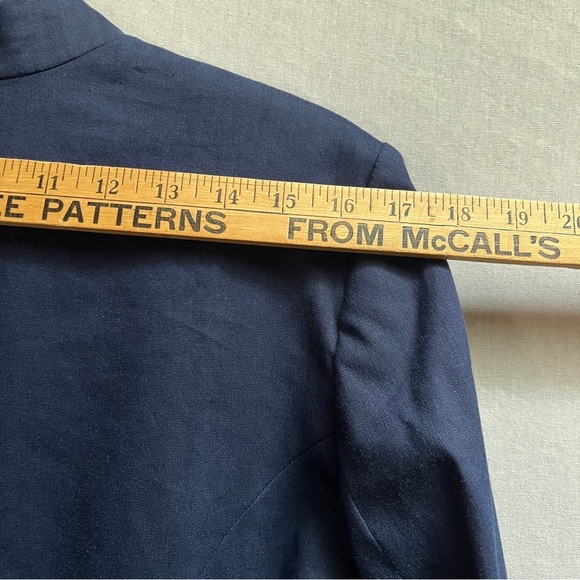 11 12 13 14 15 16 17 18 19
PATTERNS FROM McCALL'S